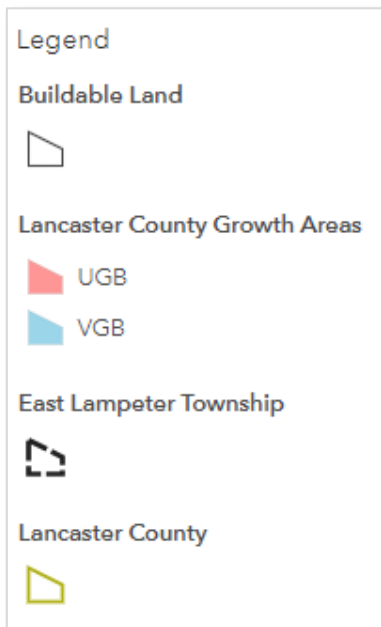 Legend
Buildable Land
Lancaster County Growth Areas
UGB
VGB
East Lampeter Township
Lancaster County